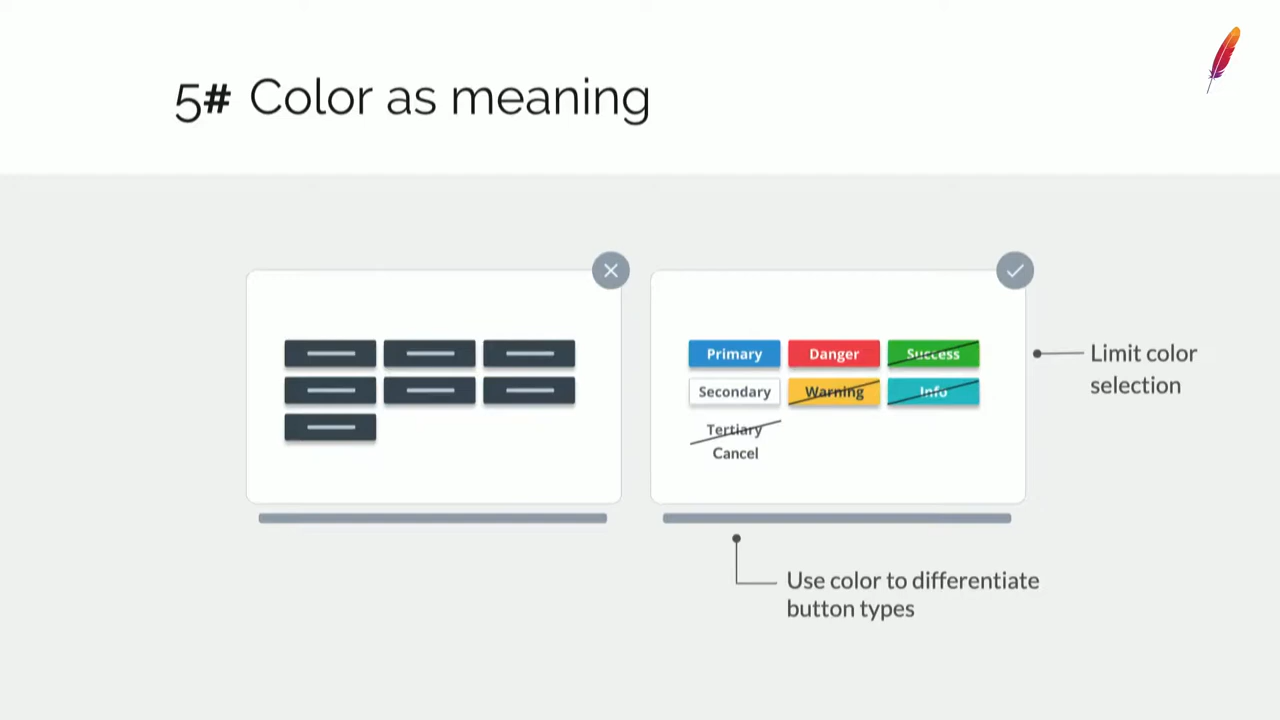 5# Color as meaning
Primary Danger Success
Secondary Warning Info
Tertiary
Cancel
Limit color
selection
Use color to differentiate
button types